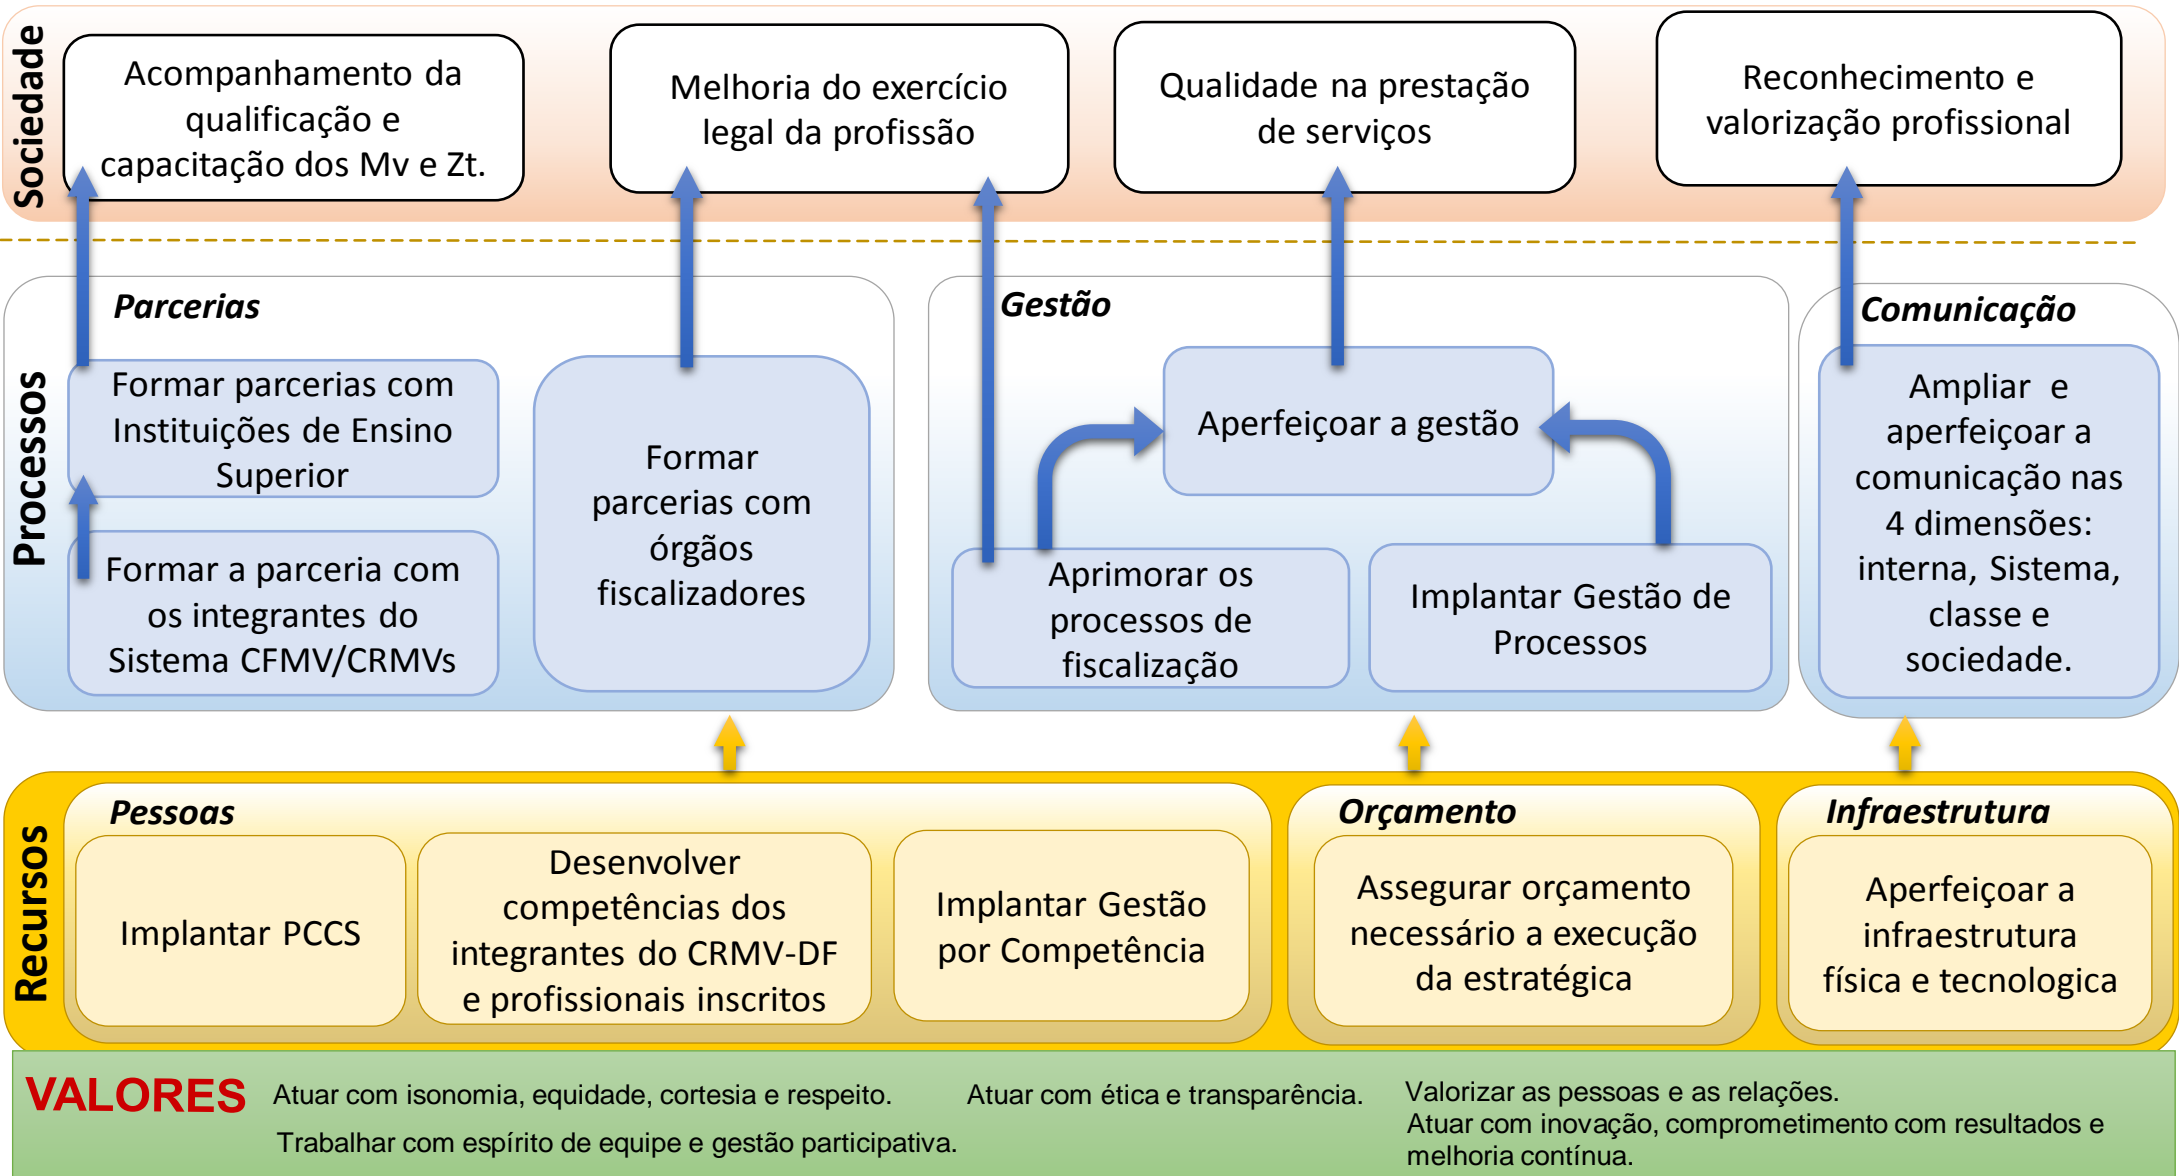 Sociedade
Acompanhamento da
qualificação e
capacitação dos Mv e Zt.
Melhoria do exercício
legal da profissão
Qualidade na prestação
de serviços
Reconhecimento e
valorização profissional
Processos
Parcerias
Formar parcerias com
Instituições de Ensino
Superior
Formar a parceria com
os integrantes do
Sistema CFMV/CRMVs
Formar
parcerias com
órgãos
fiscalizadores
Gestão
Aperfeiçoar a gestão
Aprimorar os
processos de
fiscalização
Implantar Gestão de
Processos
Comunicação
Ampliar e
aperfeiçoar a
comunicação nas
4 dimensões:
interna, Sistema,
classe e
sociedade.
Recursos
Pessoas
Implantar PCCS
Desenvolver
competências dos
integrantes do CRMV-DF
e profissionais inscritos
Implantar Gestão
por Competência
Orçamento
Assegurar orçamento
necessário a execução
da estratégica
Infraestrutura
Aperfeiçoar a
infraestrutura
física e tecnologica
VALORES
Atuar com isonomia, equidade, cortesia e respeito.
Trabalhar com espírito de equipe e gestão participativa.
Atuar com ética e transparência.
Valorizar as pessoas e as relações.
Atuar com inovação, comprometimento com resultados e
melhoria contínua.